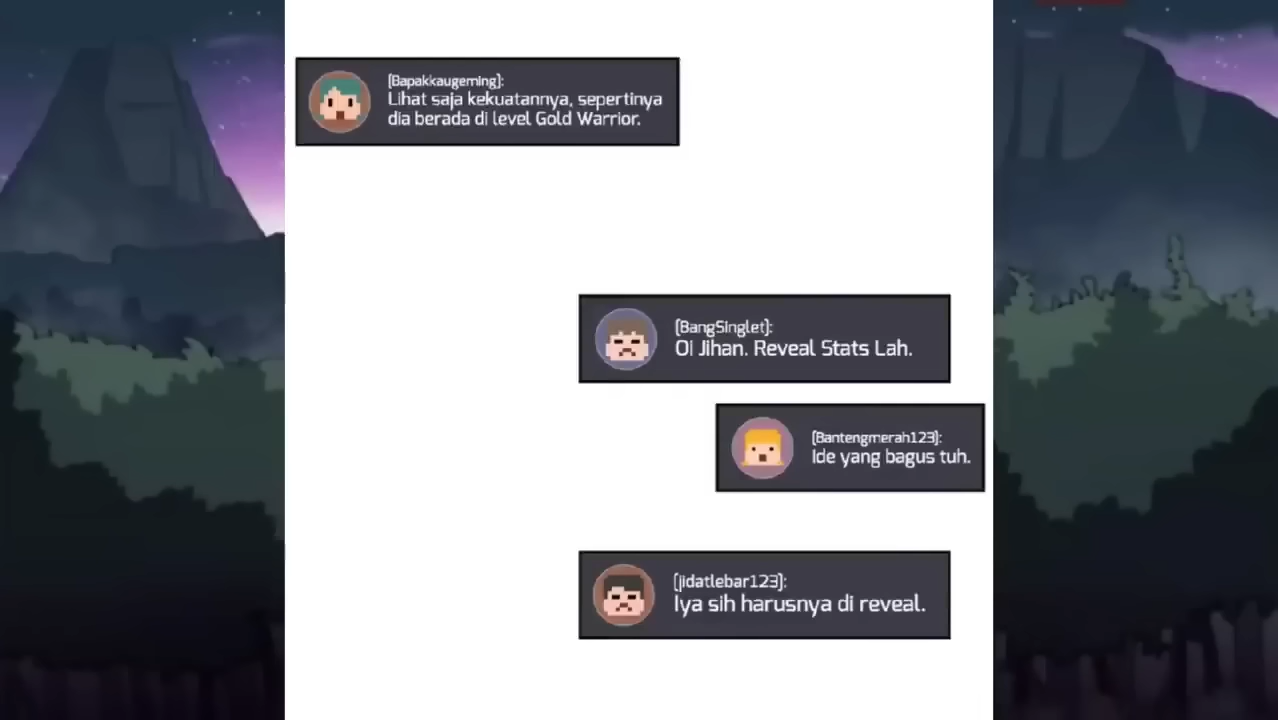 [Bapakkaugeming]:
Lihat saja kekuatannya, sepertinya
dia berada di level Gold Warrior.
[BangSinglet]:
Oi Jihan. Reveal Stats Lah.
[Bantengmerah123]:
Ide yang bagus tuh.
[jidatlebar123]:
Iya sih harusnya di reveal.